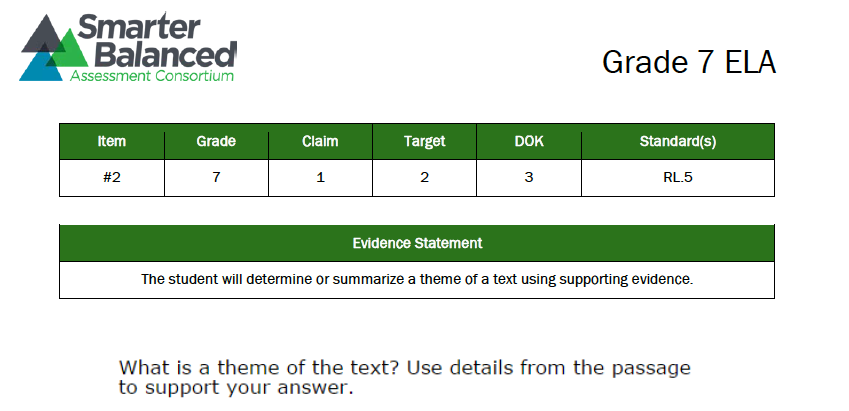 Smarter
Balanced
Assessment Consortium
Grade 7 ELA
Item Grade Claim Target DOK Standard(s)
#2 7 1 2 3 RL.5
Evidence Statement
The student will determine or summarize a theme of a text using supporting evidence.
What is a theme of the text? Use details from the passage
to support your answer.